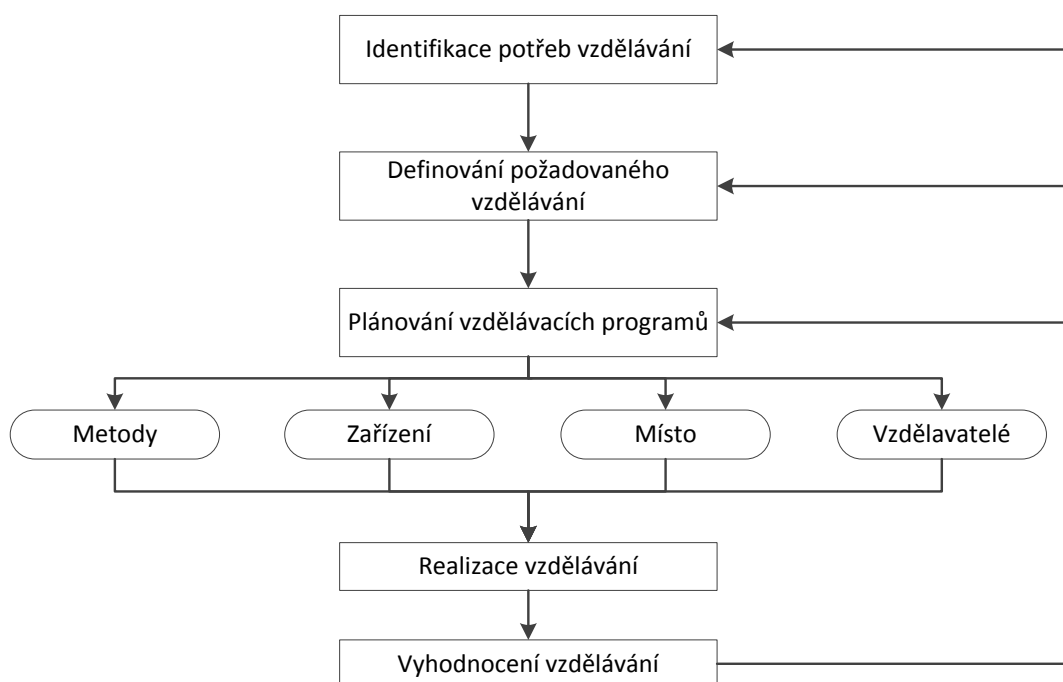 Identifikace potřeb vzdělávání
Definování požadovaného
vzdělávání
Plánování vzdělávacích programů
Metody
Zařízení
Místo
Vzdělavatelé
Realizace vzdělávání
Vyhodnocení vzdělávání